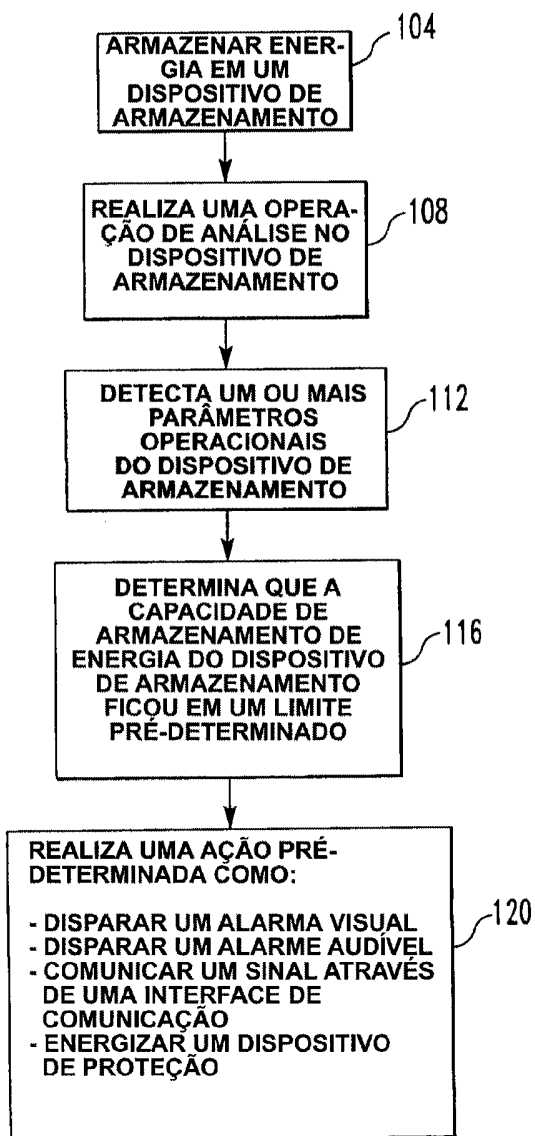 104
ARMAZENAR ENER-
GIA EM UM
DISPOSITIVO DE
ARMAZENAMENTO
108
REALIZA UMA OPERA-
ÇÃO DE ANÁLISE NO
DISPOSITIVO DE
ARMAZENAMENTO
112
DETECTA UM OU MAIS
PARÂMETROS
OPERACIONAIS
DO DISPOSITIVO DE
ARMAZENAMENTO
116
DETERMINA QUE A
CAPACIDADE DE
ARMAZENAMENTO DE
ENERGIA DO DISPOSITIVO
DE ARMAZENAMENTO
FICOU EM UM LIMITE
PRÉ-DETERMINADO
120
REALIZA UMA AÇÃO PRÉ-
DETERMINADA COMO:
- DISPARAR UM ALARMA VISUAL
- DISPARAR UM ALARME AUDÍVEL
- COMUNICAR UM SINAL ATRAVÉS
DE UMA INTERFACE DE
COMUNICAÇÃO
- ENERGIZAR UM DISPOSITIVO
DE PROTEÇÃO